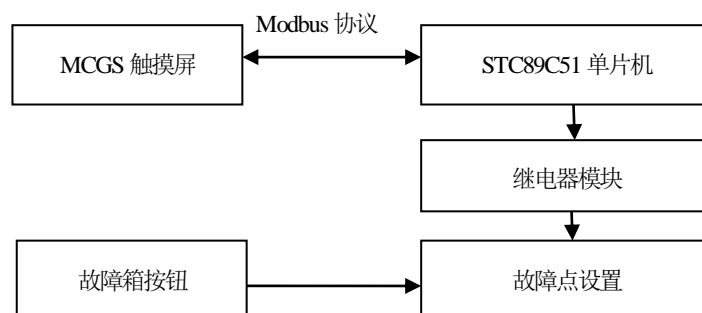 Modbus 协议
MCGS 触摸屏
STC89C51 单片机
继电器模块
故障箱按钮
故障点设置